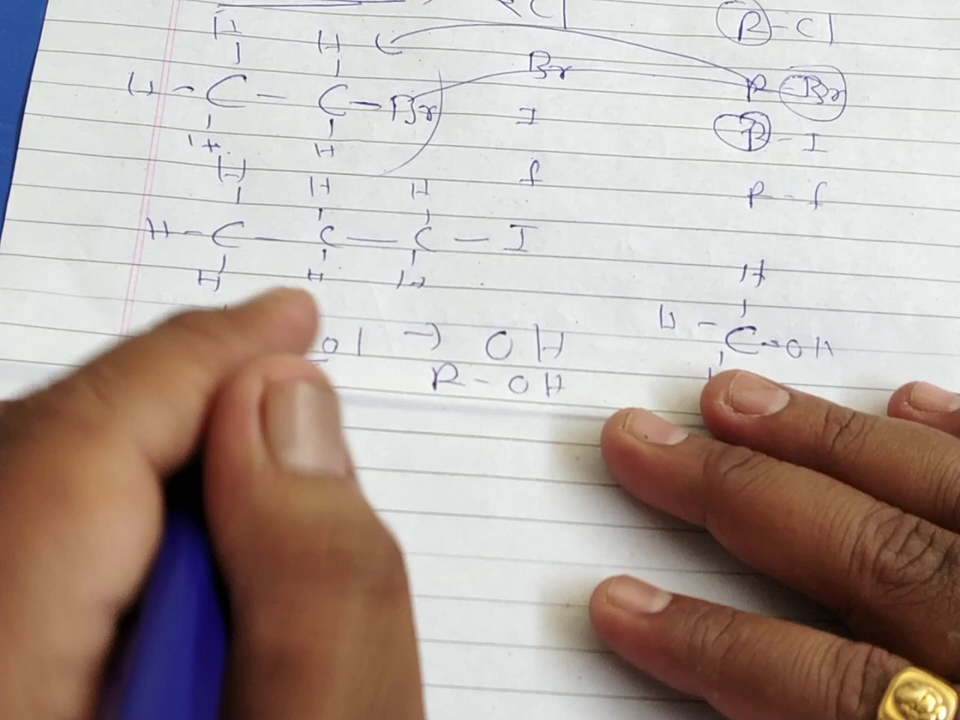 Cl R-Cl
H H
H - C - C - Br Br R - Br
H H I R - I
H H H f R - f
H - C - C - C - I
H H H H
ol → OH H - C - OH
R - OH